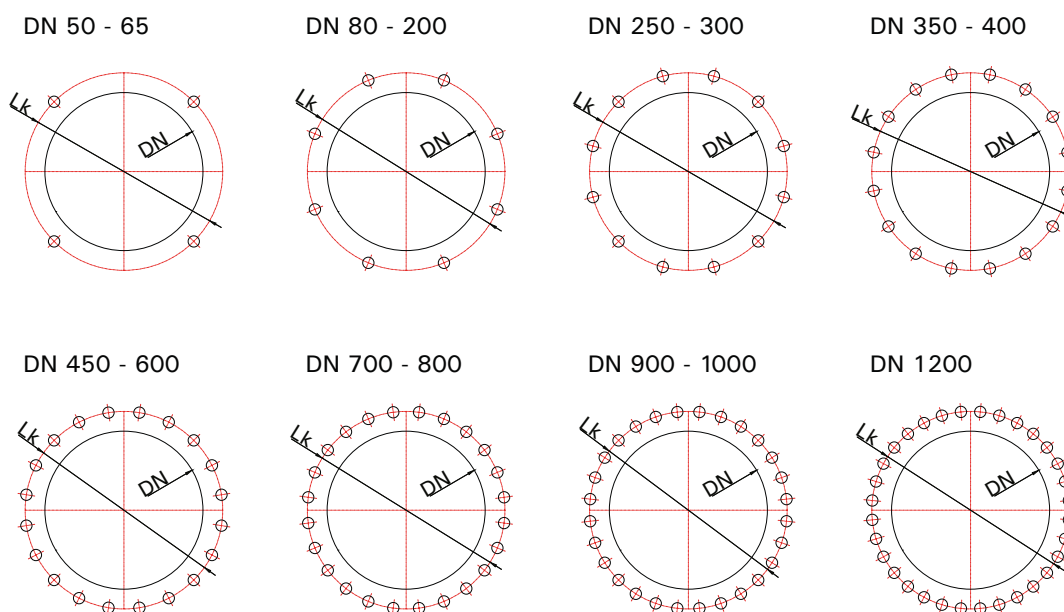 DN 50 - 65
DN 80 - 200
DN 250 - 300
DN 350 - 400
Lk
DN
Lk
DN
Lk
DN
Lk
DN
DN 450 - 600
DN 700 - 800
DN 900 - 1000
DN 1200
Lk
DN
Lk
DN
Lk
DN
Lk
DN